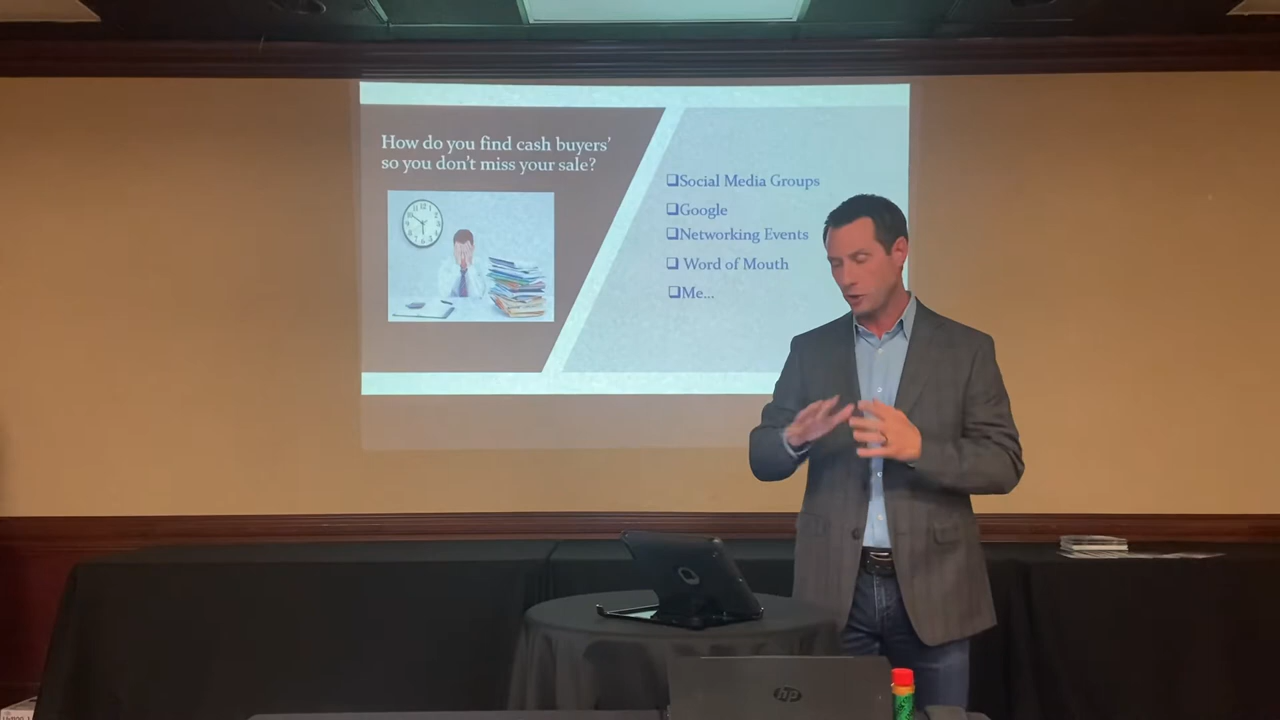 How do you find cash buyers'
so you don't miss your sale?
❑Social Media Groups
❑Google
❑Networking Events
❑ Word of Mouth
❑Me...
hp